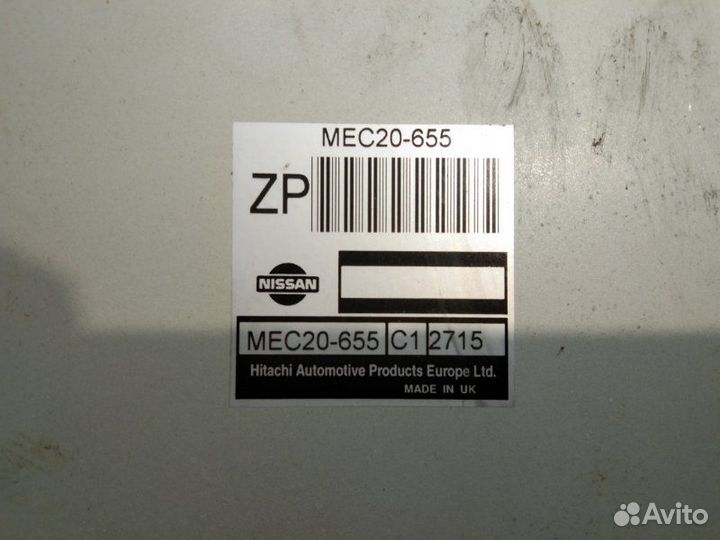 MEC20-655
ZP
NISSAN
MEC20-655 C1 2715
Hitachi Automotive Products Europe Ltd.
MADE IN UK
Avito